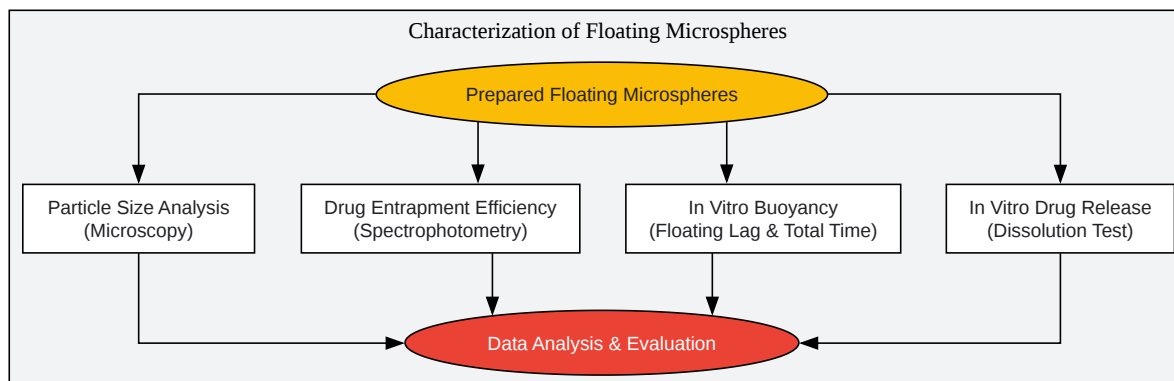 Characterization of Floating Microspheres
Prepared Floating Microspheres
Particle Size Analysis
(Microscopy)
Drug Entrapment Efficiency
(Spectrophotometry)
In Vitro Buoyancy
(Floating Lag & Total Time)
In Vitro Drug Release
(Dissolution Test)
Data Analysis & Evaluation